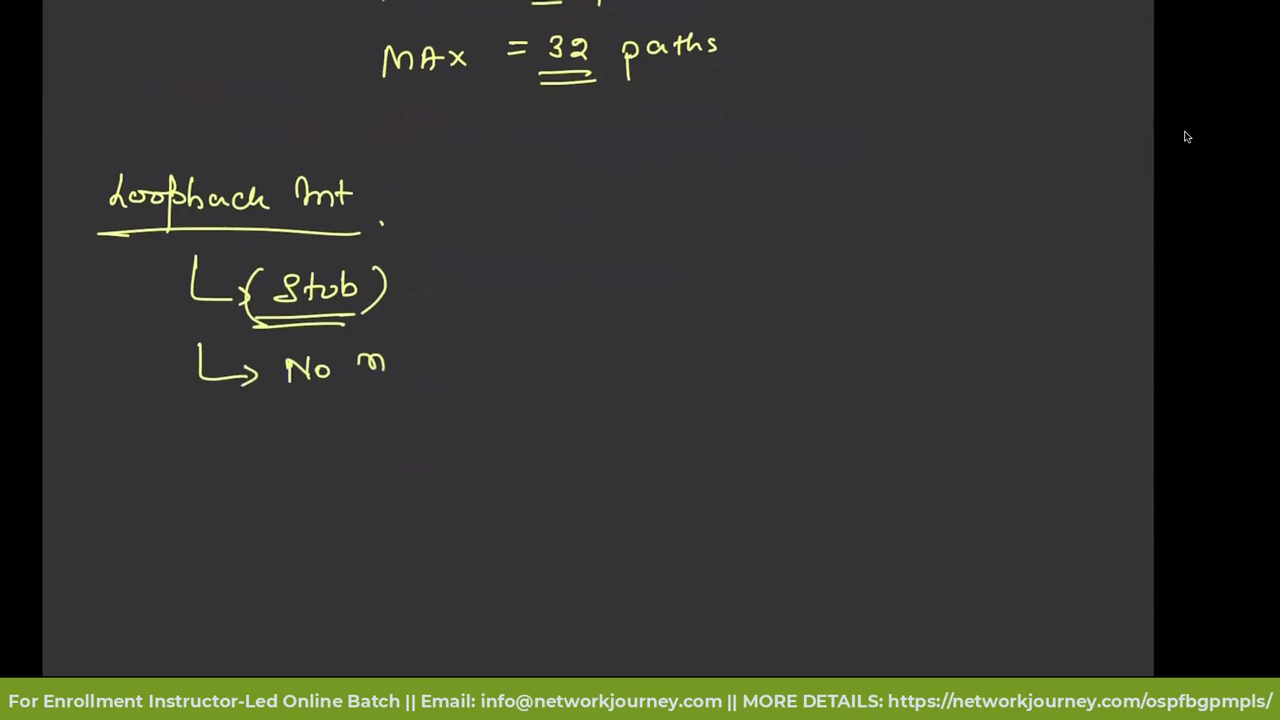 MAX = 32 paths
Loopback Int
(Stub)
No n
For Enrollment Instructor-Led Online Batch || Email: info@networkjourney.com || MORE DETAILS: https://networkjourney.com/ospfbgpmpls/